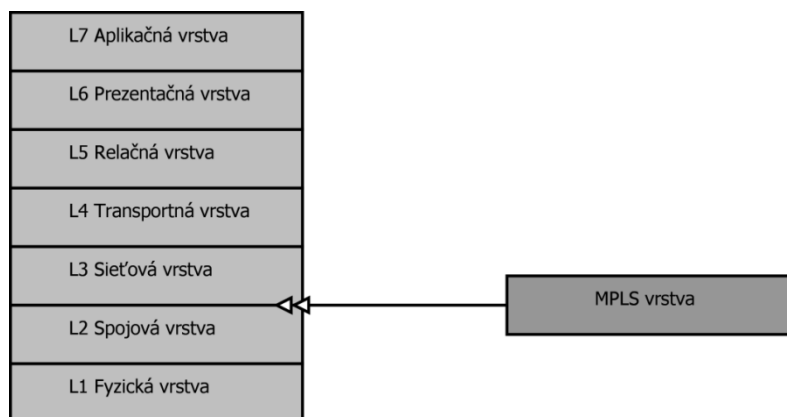 L7 Aplikačná vrstva
L6 Prezentačná vrstva
L5 Relačná vrstva
L4 Transportná vrstva
L3 Sieťová vrstva
MPLS vrstva
L2 Spojová vrstva
L1 Fyzická vrstva